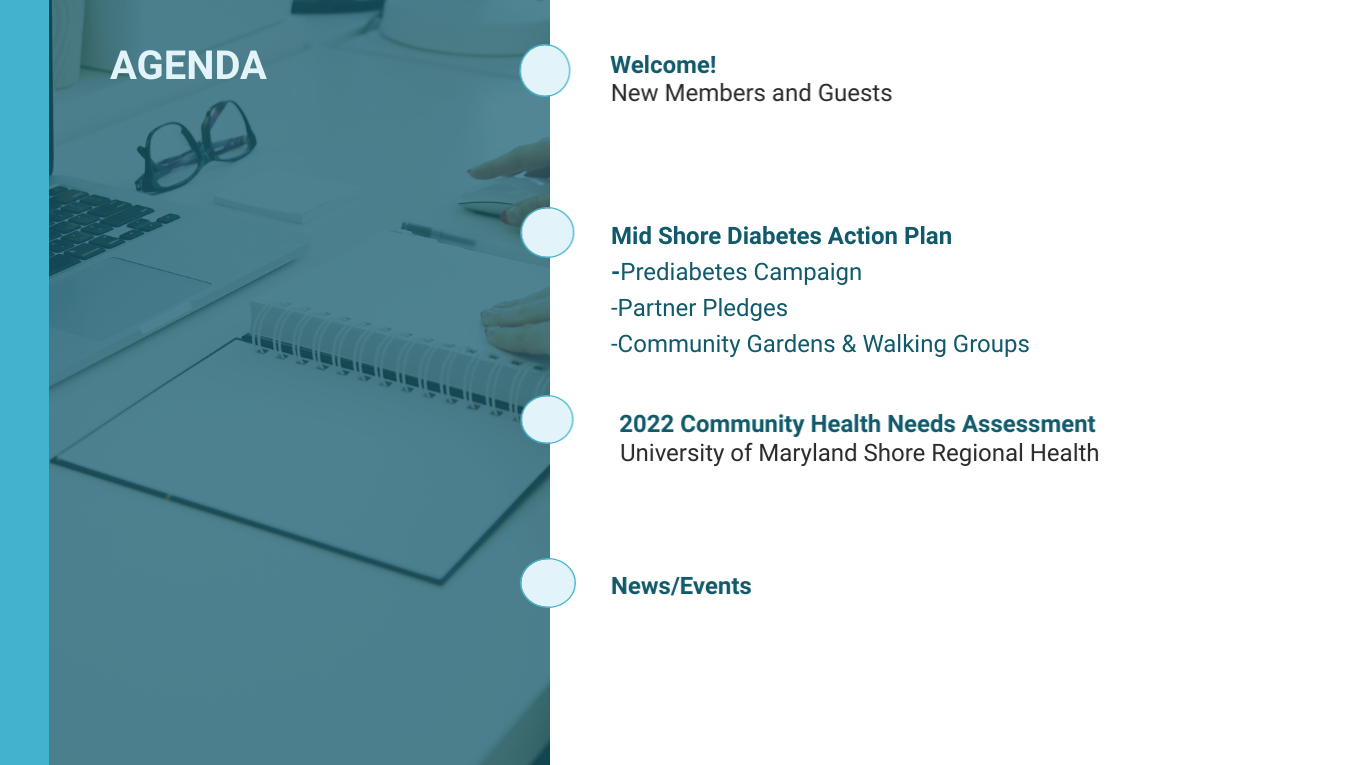 AGENDA
Welcome!
New Members and Guests
Mid Shore Diabetes Action Plan
-Prediabetes Campaign
-Partner Pledges
-Community Gardens & Walking Groups
2022 Community Health Needs Assessment
University of Maryland Shore Regional Health
News/Events